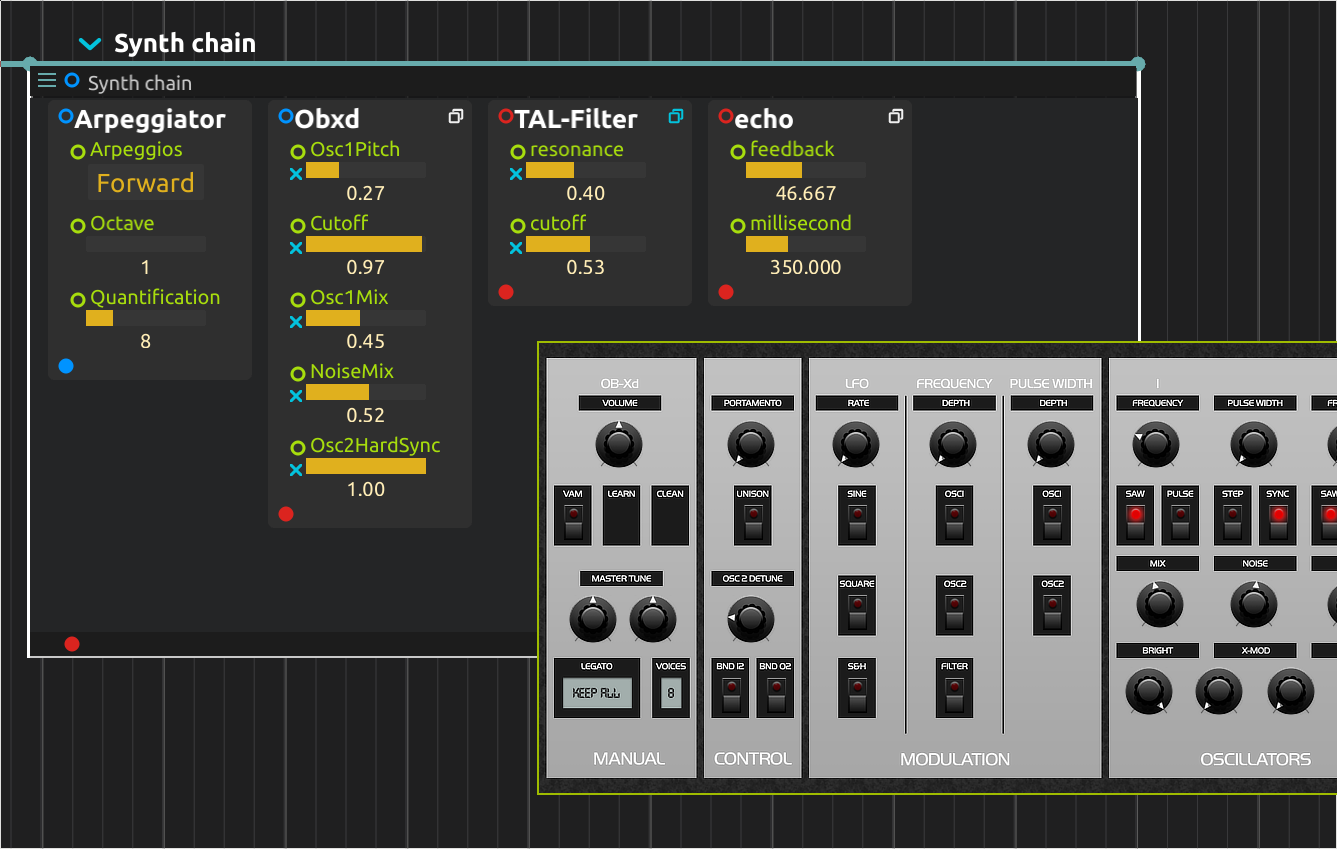 Synth chain
Synth chain
Arpeggiator
Arpeggios
Forward
Octave
1
Quantification
8
Obxd
Osc1Pitch
0.27
Cutoff
0.97
Osc1Mix
0.45
NoiseMix
0.52
Osc2HardSync
1.00
TAL-Filter
resonance
0.40
cutoff
0.53
echo
feedback
46.667
millisecond
350.000
OB-Xd
VOLUME
VAM LEARN CLEAN
MASTER TUNE
LEGATO VOICES
KEEP ALL 8
MANUAL
PORTAMENTO
UNISON
OSC 2 DETUNE
BND 12 BND O2
CONTROL
LFO FREQUENCY PULSE WIDTH
RATE DEPTH DEPTH
SINE OSC1 OSC1
SQUARE OSC2 OSC2
S&H FILTER
MODULATION
I
FREQUENCY PULSE WIDTH
SAW PULSE STEP SYNC
MIX NOISE
BRIGHT X-MOD
OSCILLATORS